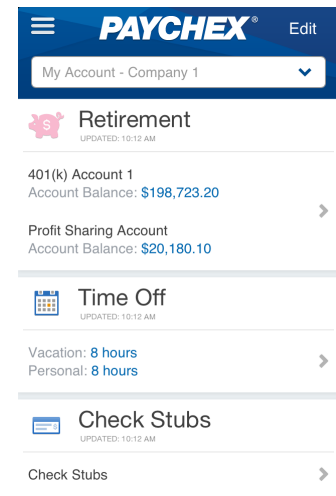 PAYCHEX®
Edit
My Account - Company 1
Retirement
UPDATED: 10:12 AM
401(k) Account 1
Account Balance: $198,723.20
Profit Sharing Account
Account Balance: $20,180.10
Time Off
UPDATED: 10:12 AM
Vacation: 8 hours
Personal: 8 hours
Check Stubs
UPDATED: 10:12 AM
Check Stubs